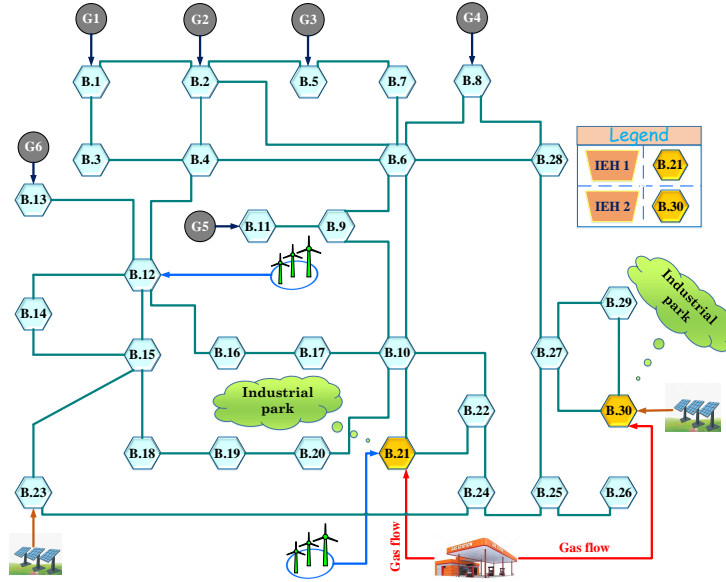 G1
G2
G3
G4
B.1
B.2
B.5
B.7
B.8
Legend
IEH 1
B.21
IEH 2
B.30
G6
B.3
B.4
B.6
B.28
B.13
G5
B.11
B.9
B.12
B.14
B.15
B.16
B.17
B.10
B.27
B.29
Industrial
park
B.30
Industrial
park
B.22
B.18
B.19
B.20
B.21
B.23
B.24
B.25
B.26
Gas flow
Gas flow